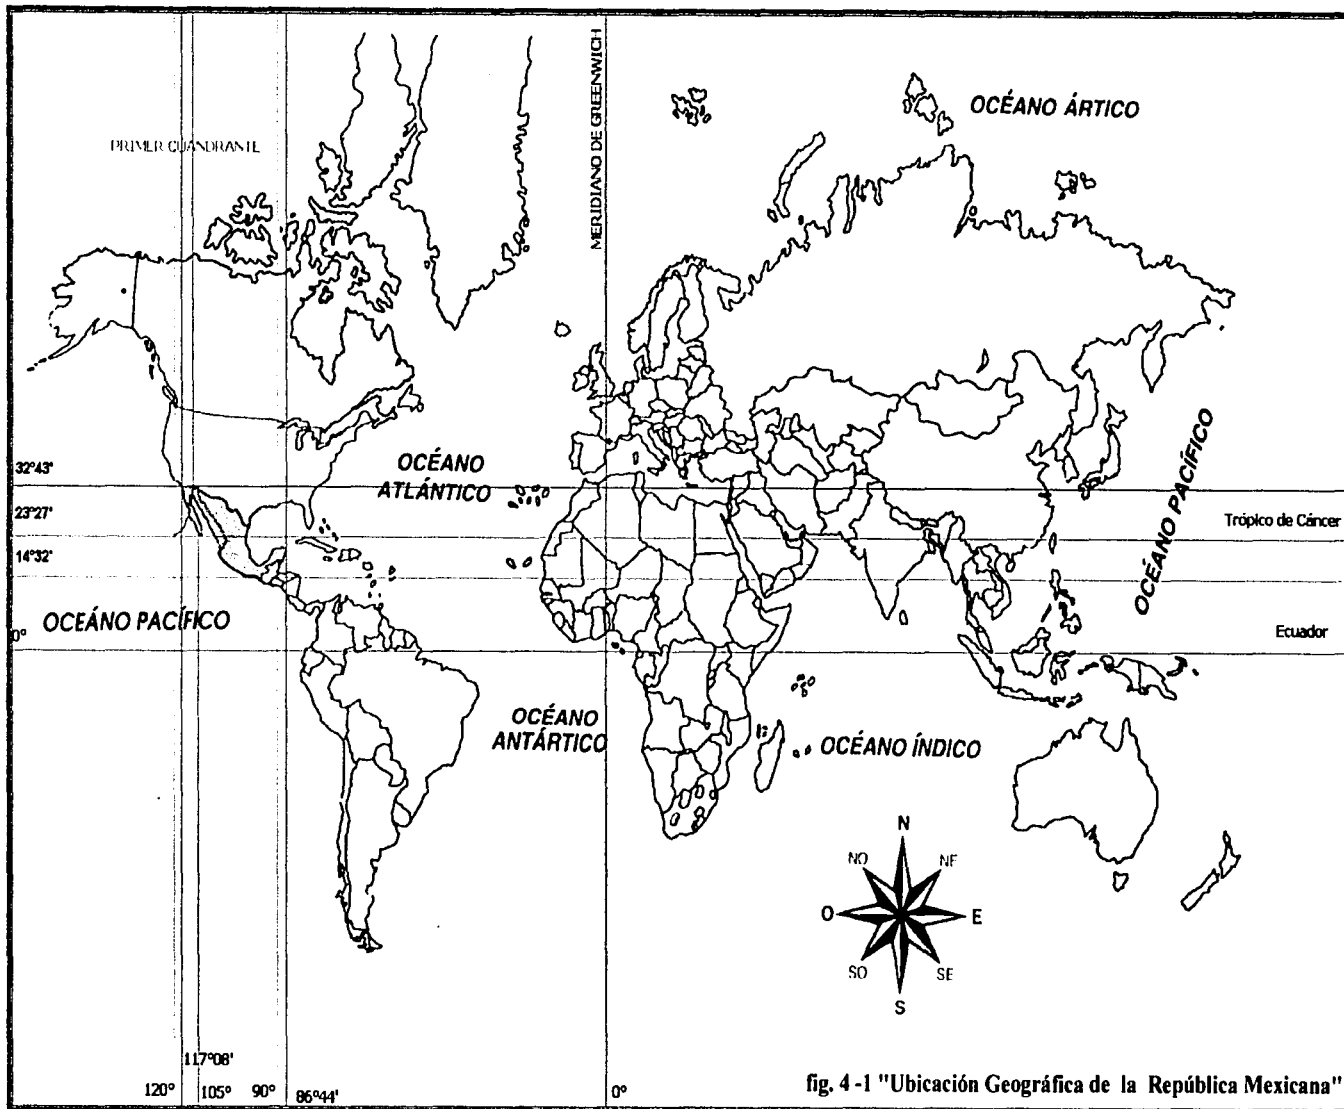 MERIDIANO DE GREENWICH
OCÉANO ÁRTICO
PRIMER CUANDRANTE
OCÉANO
ATLÁNTICO
OCÉANO PACÍFICO
32°43'
23°27'
Trópico de Cáncer
14°32'
OCEÁNO PACÍFICO
0°
Ecuador
OCÉANO
ANTÁRTICO
OCÉANO ÍNDICO
N
NO
NE
O
E
SO
SE
S
117°08'
120°
105°
90°
86°44'
0°
fig. 4 -1 "Ubicación Geográfica de la República Mexicana"